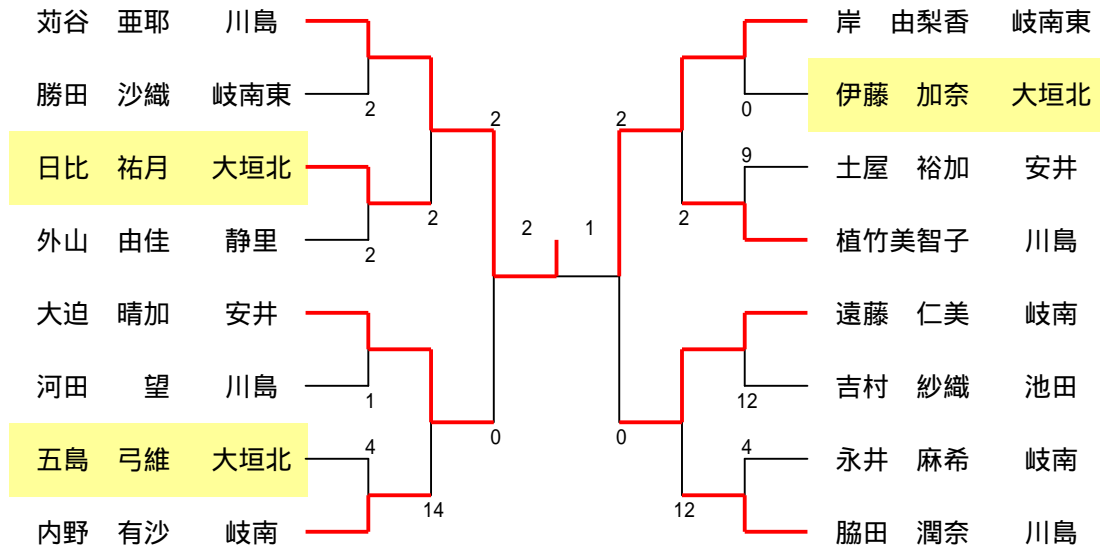 苅谷 亜耶 川島
勝田 沙織 岐南東
2
日比 祐月 大垣北
外山 由佳 静里
2
2
2
大迫 晴加 安井
河田 望 川島
1
五島 弓維 大垣北
4
内野 有沙 岐南
14
0
2 1
岸 由梨香 岐南東
伊藤 加奈 大垣北
0
2
9
土屋 裕加 安井
植竹美智子 川島
2
遠藤 仁美 岐南
吉村 紗織 池田
12
0
4
永井 麻希 岐南
脇田 潤奈 川島
12